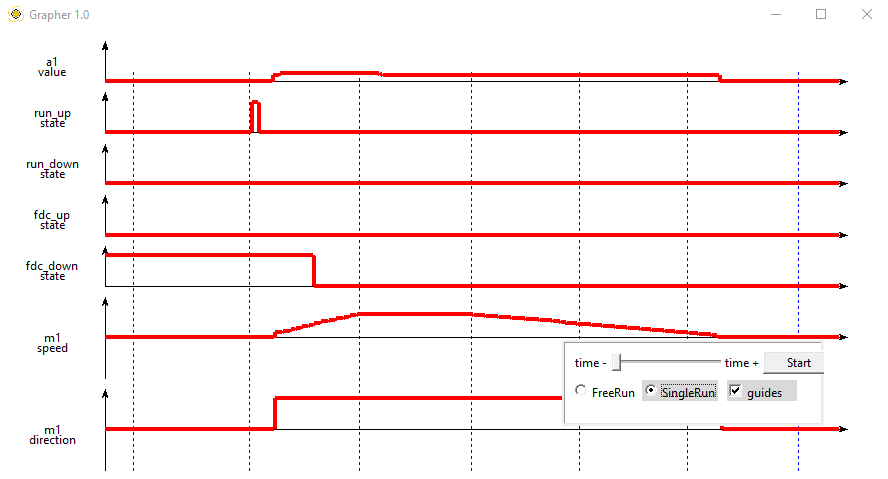 Grapher 1.0
a1
value
run_up
state
run_down
state
fdc_up
state
fdc_down
state
m1
speed
time -
time +
Start
FreeRun
SingleRun
guides
m1
direction